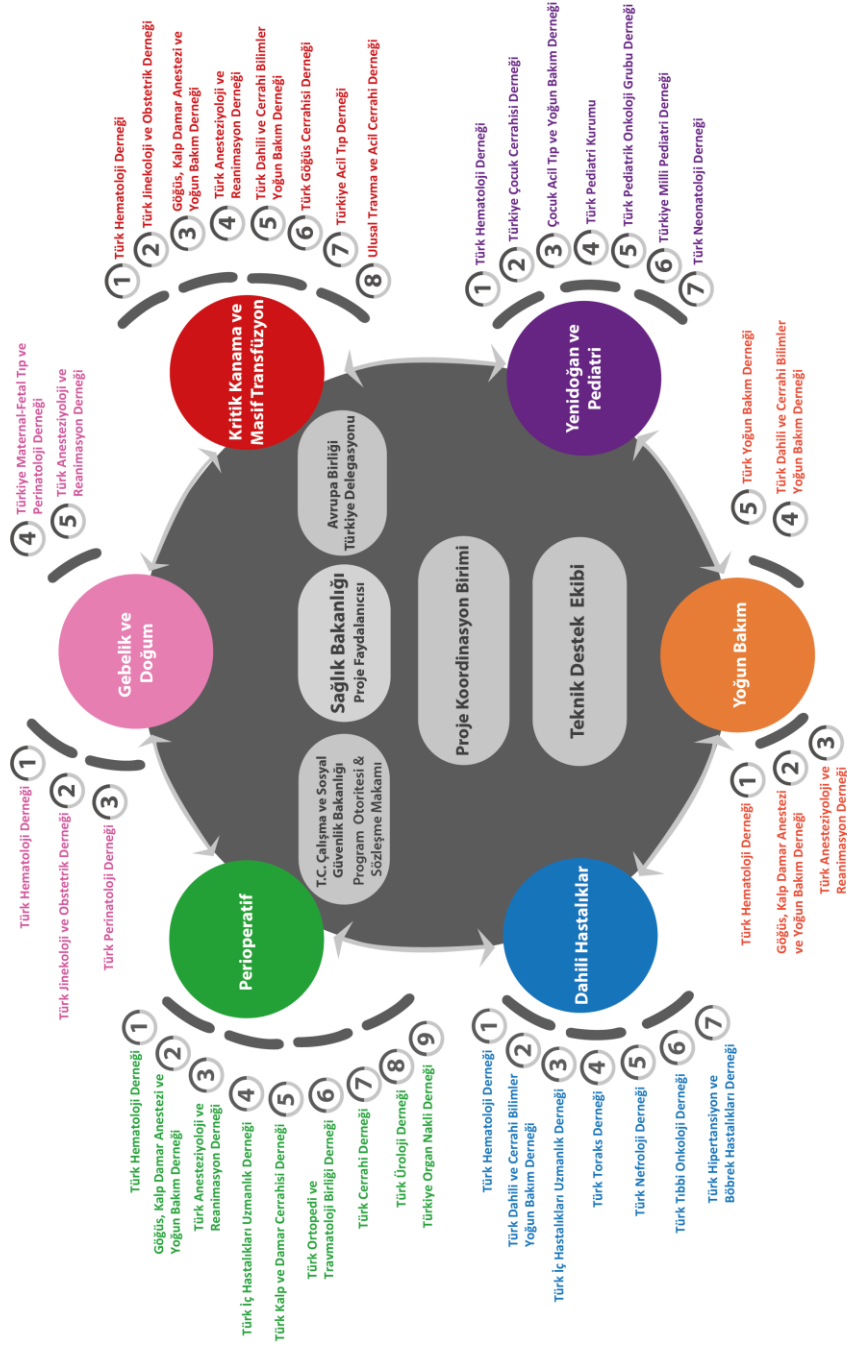 Gebelik ve
Doğum
1
Türk Hematoloji Derneği
2
Türk Jinekoloji ve Obstetrik Derneği
3
Türk Perinatoloji Derneği
4
Türkiye Maternal-Fetal Tıp ve
Perinatoloji Derneği
5
Türk Anesteziyoloji ve
Reanimasyon Derneği
Kritik Kanama ve
Masif Transfüzyon
1
Türk Hematoloji Derneği
2
Türk Jinekoloji ve Obstetrik Derneği
3
Göğüs, Kalp Damar Anestezi ve
Yoğun Bakım Derneği
4
Türk Anesteziyoloji ve
Reanimasyon Derneği
5
Türk Dahili ve Cerrahi Bilimler
Yoğun Bakım Derneği
6
Türk Göğüs Cerrahisi Derneği
7
Türkiye Acil Tıp Derneği
8
Ulusal Travma ve Acil Cerrahi Derneği
Perioperatif
1
Türk Hematoloji Derneği
2
Göğüs, Kalp Damar Anestezi ve
Yoğun Bakım Derneği
3
Türk Anesteziyoloji ve
Reanimasyon Derneği
4
Türk İç Hastalıkları Uzmanlık Derneği
5
Türk Kalp ve Damar Cerrahisi Derneği
6
Türk Ortopedi ve
Travmatoloji Birliği Derneği
7
Türk Cerrahi Derneği
8
Türk Üroloji Derneği
9
Türkiye Organ Nakli Derneği
T.C. Çalışma ve Sosyal
Güvenlik Bakanlığı
Program Otoritesi &
Sözleşme Makamı
Sağlık Bakanlığı
Proje Faydalanıcısı
Avrupa Birliği
Türkiye Delegasyonu
Proje Koordinasyon Birimi
Teknik Destek Ekibi
Dahili Hastalıklar
1
Türk Hematoloji Derneği
2
Türk Dahili ve Cerrahi Bilimler
Yoğun Bakım Derneği
3
Türk İç Hastalıkları Uzmanlık Derneği
4
Türk Toraks Derneği
5
Türk Nefroloji Derneği
6
Türk Tıbbi Onkoloji Derneği
7
Türk Hipertansiyon ve
Böbrek Hastalıkları Derneği
Yenidoğan ve
Pediatri
1
Türk Hematoloji Derneği
2
Türkiye Çocuk Cerrahisi Derneği
3
Çocuk Acil Tıp ve Yoğun Bakım Derneği
4
Türk Pediatri Kurumu
5
Türk Pediatrik Onkoloji Grubu Derneği
6
Türkiye Milli Pediatri Derneği
7
Türk Neonatoloji Derneği
Yoğun Bakım
1
Türk Hematoloji Derneği
2
Göğüs, Kalp Damar Anestezi
ve Yoğun Bakım Derneği
3
Türk Anesteziyoloji ve
Reanimasyon Derneği
4
Türk Dahili ve Cerrahi Bilimler
Yoğun Bakım Derneği
5
Türk Yoğun Bakım Derneği